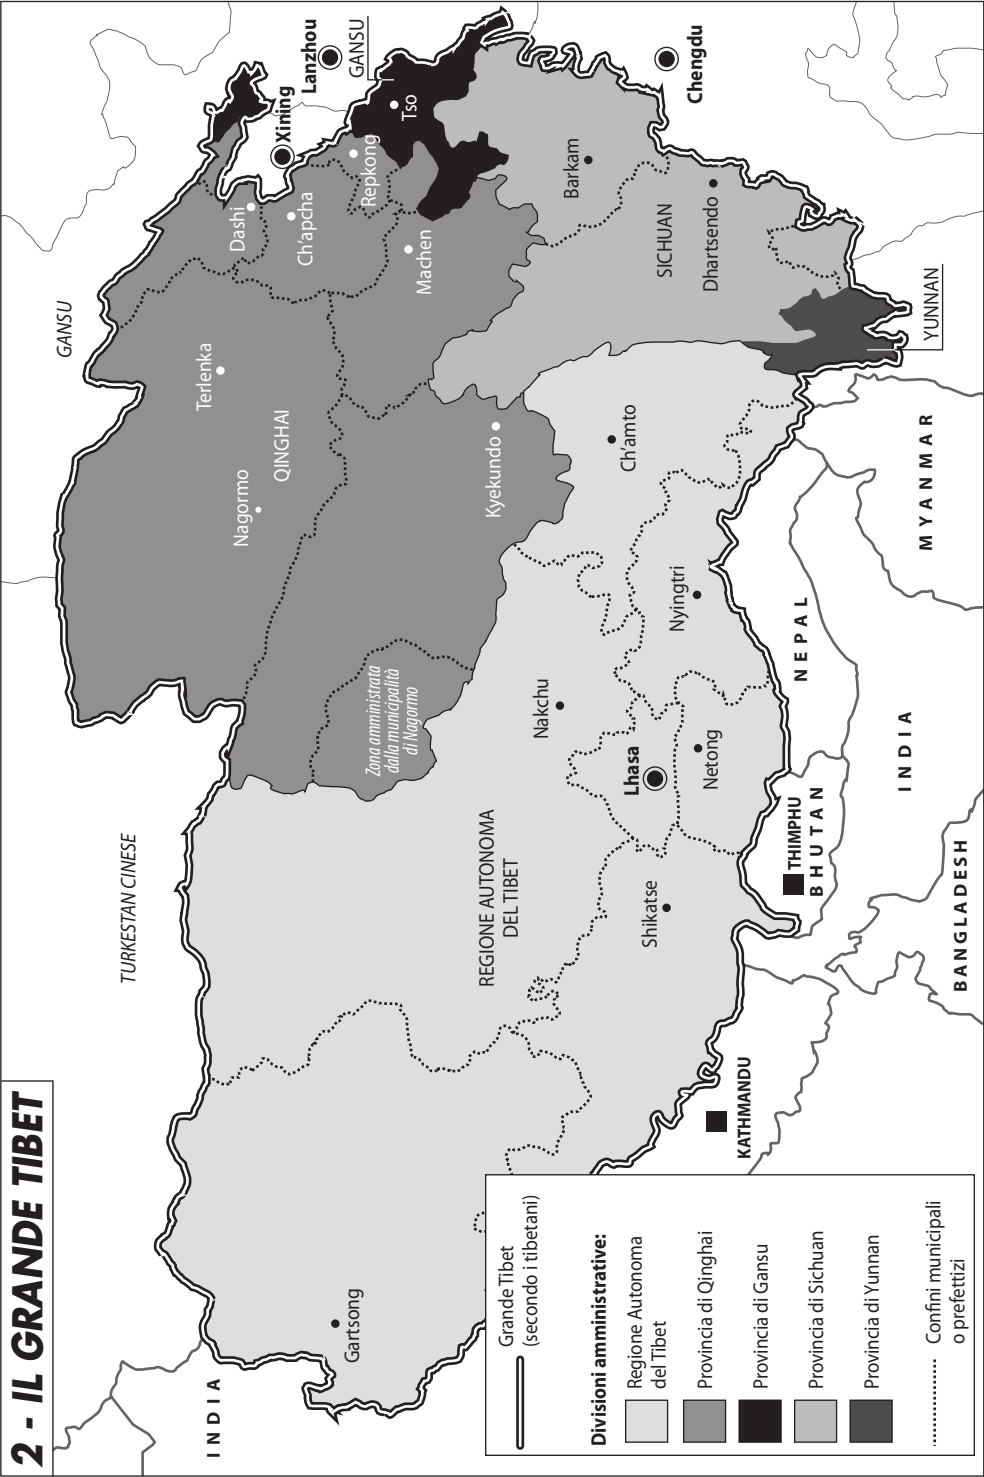 2 - IL GRANDE TIBET
INDIA
TURKESTAN CINESE
GANSU
Gartsong
REGIONE AUTONOMA
DEL TIBET
Shikatse
Lhasa
Netong
Nakchu
Nyingtri
Ch'amto
Zona amministrata
dalla municipalità
di Nagormo
Nagormo
QINGHAI
Terlenka
Kyekundo
Dashi
Ch'apcha
Machen
Repkong
Xining
Lanzhou
GANSU
Tso
Barkam
SICHUAN
Dhartsendo
Chengdu
YUNNAN
KATHMANDU
THIMPHU
BHUTAN
NEPAL
INDIA
BANGLADESH
MYANMAR
Grande Tibet
(secondo i tibetani)
Divisioni amministrative:
Regione Autonoma
del Tibet
Provincia di Qinghai
Provincia di Gansu
Provincia di Sichuan
Provincia di Yunnan
Confini municipali
o prefettizi